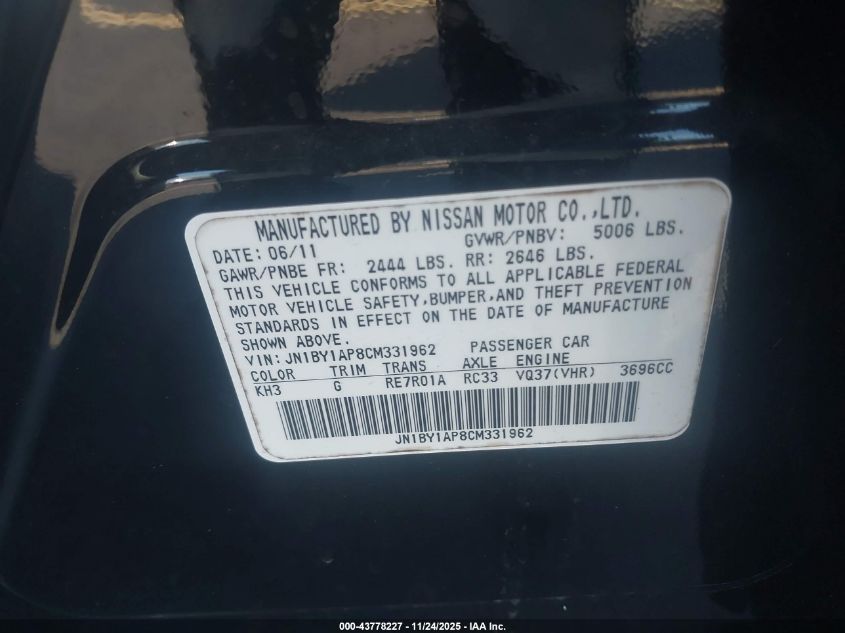 MANUFACTURED BY NISSAN MOTOR CO.,LTD.
DATE: 06/11 GVWR/PNBV: 5006 LBS.
GAWR/PNBE FR: 2444 LBS. RR: 2646 LBS.
THIS VEHICLE CONFORMS TO ALL APPLICABLE FEDERAL
MOTOR VEHICLE SAFETY,BUMPER,AND THEFT PREVENTION
STANDARDS IN EFFECT ON THE DATE OF MANUFACTURE
SHOWN ABOVE.
VIN: JN1BY1AP8CM331962 PASSENGER CAR
COLOR TRIM TRANS AXLE ENGINE
KH3 G RE7R01A RC33 VQ37(VHR) 3696CC
JN1BY1AP8CM331962
000-43778227 - 11/24/2025 - IAA Inc.